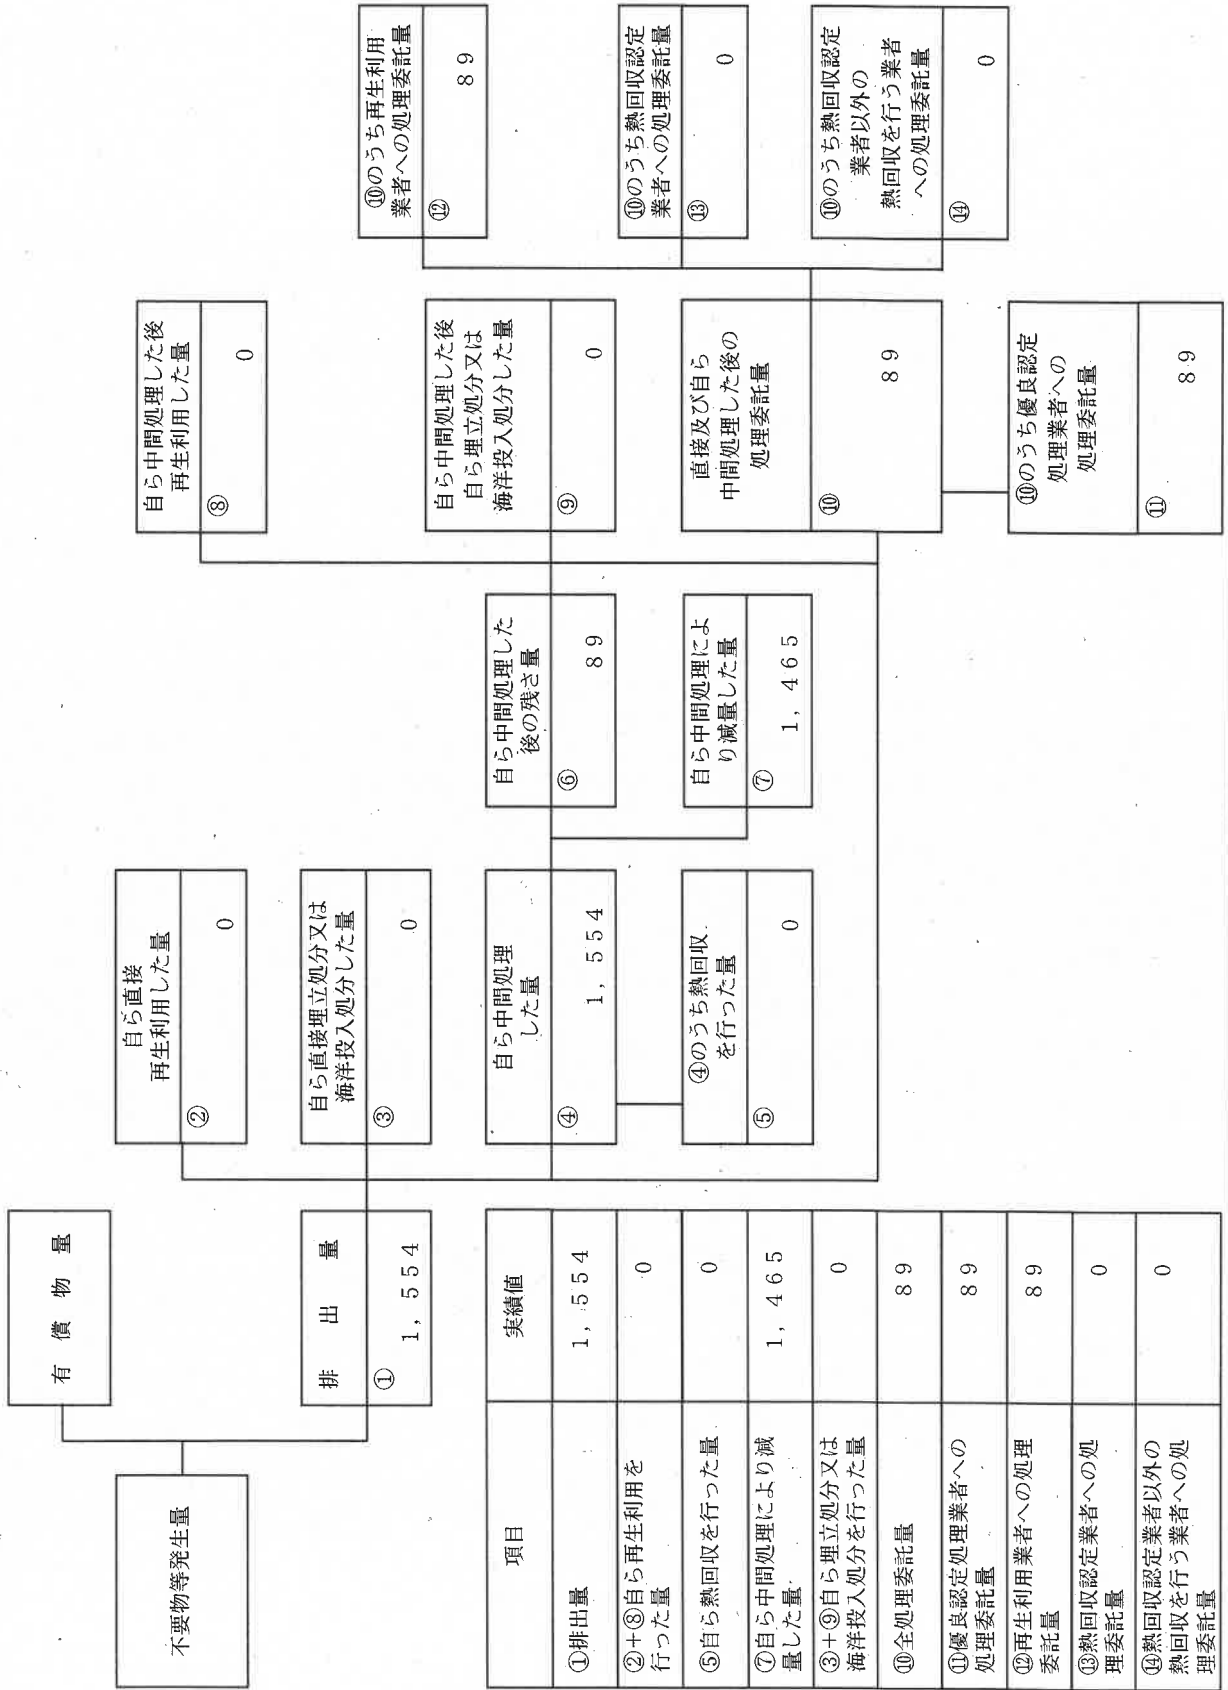 不要物等発生量
有償物量
排出量
① 1,554
自ら直接
再生利用した量
② 0
自ら直接埋立処分又は
海洋投入処分した量
③ 0
自ら中間処理
した量
④ 1,554
④のうち熱回収
を行った量
⑤ 0
自ら中間処理した
後の残さ量
⑥ 89
自ら中間処理によ
り減量した量
⑦ 1,465
自ら中間処理した後
再生利用した量
⑧ 0
自ら中間処理した後
自ら埋立処分又は
海洋投入処分した量
⑨ 0
直接及び自ら
中間処理した後の
処理委託量
⑩ 89
⑩のうち優良認定
処理業者への
処理委託量
⑪ 89
⑩のうち再生利用
業者への処理委託量
⑫ 89
⑩のうち熱回収認定
業者への処理委託量
⑬ 0
⑩のうち熱回収認定
業者以外の
熱回収を行う業者
への処理委託量
⑭ 0
項目 実績値
①排出量 1,554
②+⑧自ら再生利用を
行った量 0
⑤自ら熱回収を行った量 0
⑦自ら中間処理により減
量した量 1,465
③+⑨自ら埋立処分又は
海洋投入処分を行った量 0
⑩全処理委託量 89
⑪優良認定処理業者への
処理委託量 89
⑫再生利用業者への処理
委託量 89
⑬熱回収認定業者への処
理委託量 0
⑭熱回収認定業者以外の
熱回収を行う業者への処
理委託量 0